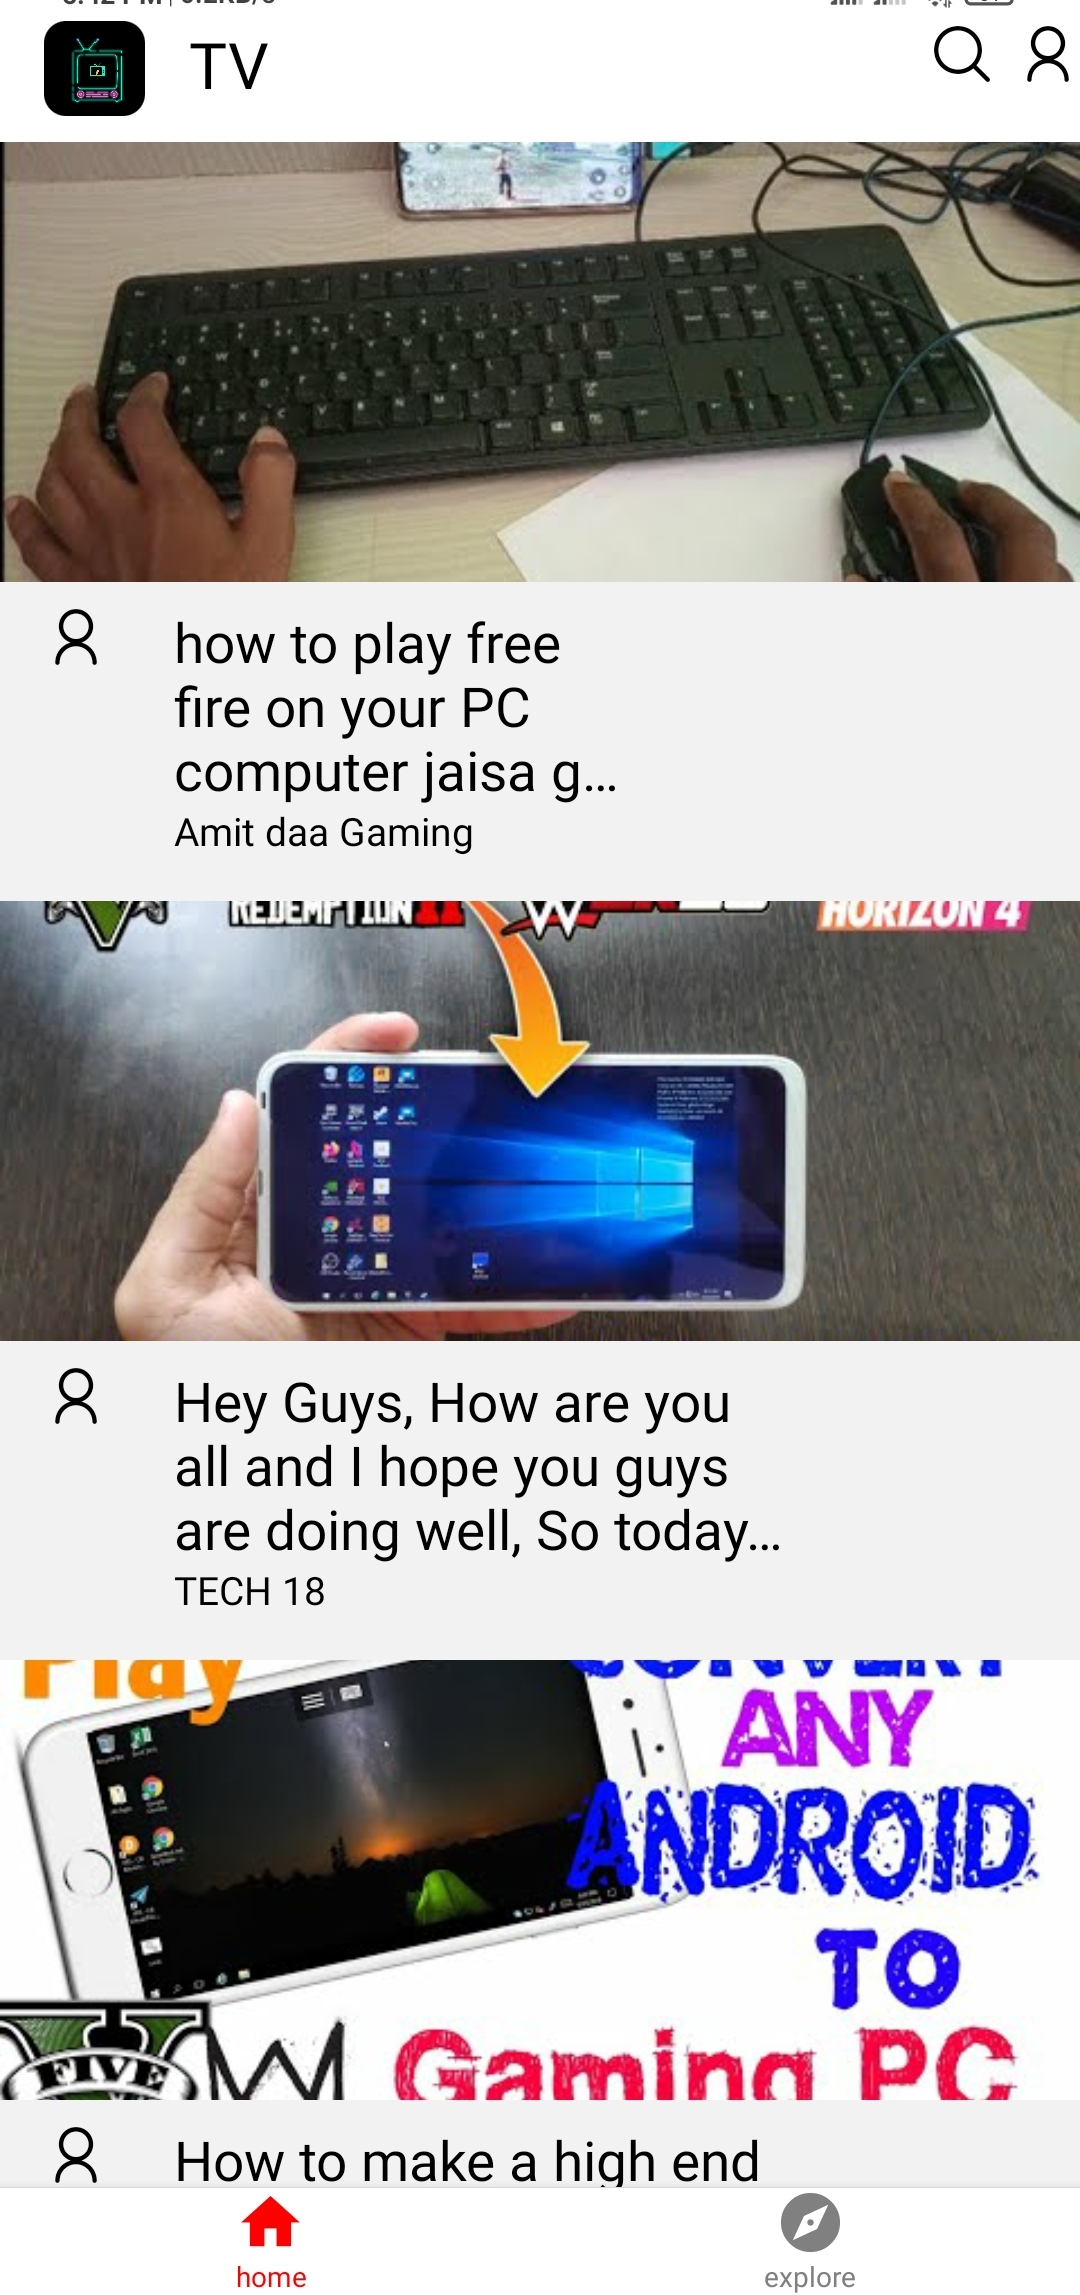 TV
how to play free
fire on your PC
computer jaisa g...
Amit daa Gaming
REDEMPTION II
HORIZON 4
Hey Guys, How are you
all and I hope you guys
are doing well, So today...
TECH 18
Play
CONVERT
ANY
ANDROID
TO
FIVE
Gaming PC
How to make a high end
home
explore